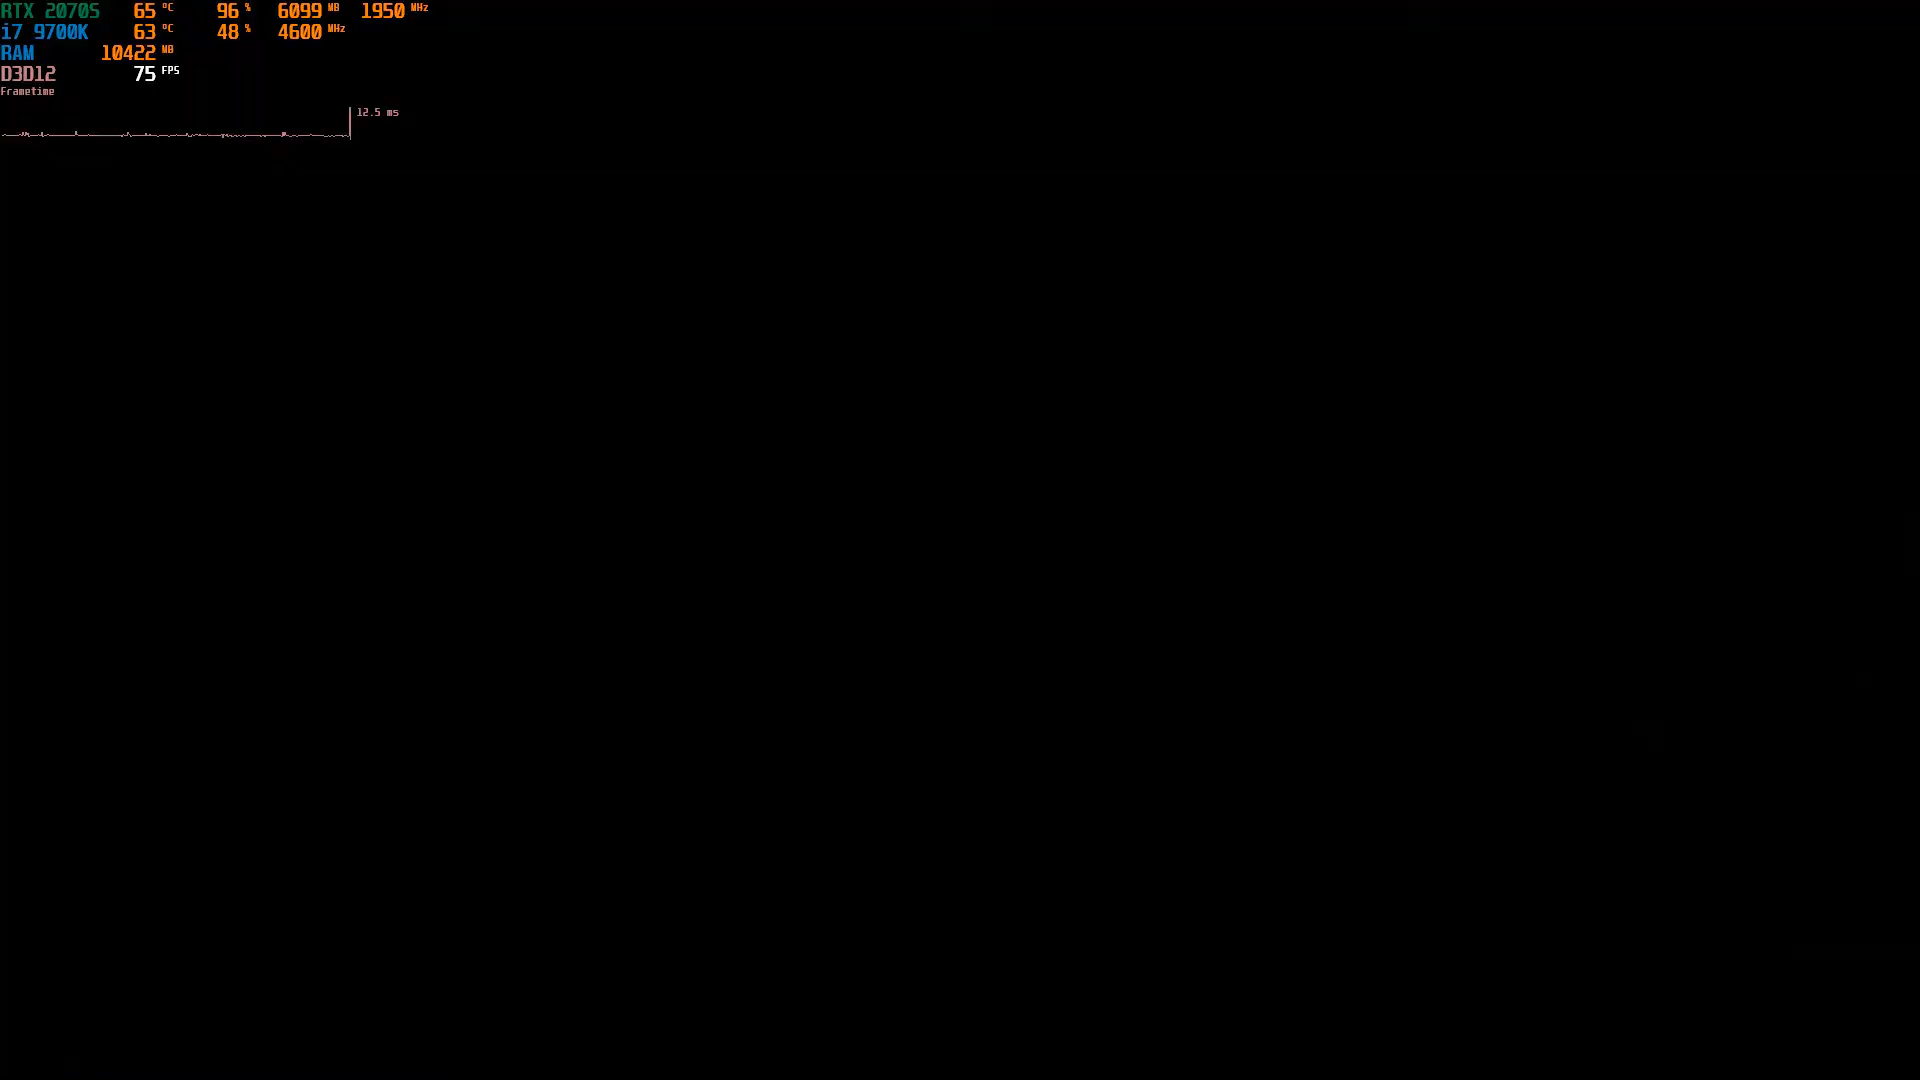 RTX 2070S 65 °C 96 % 6099 MB 1950 MHz
i7 9700K 63 °C 48 % 4600 MHz
RAM 10422 MB
D3D12 75 FPS
Frametime
12.5 ms